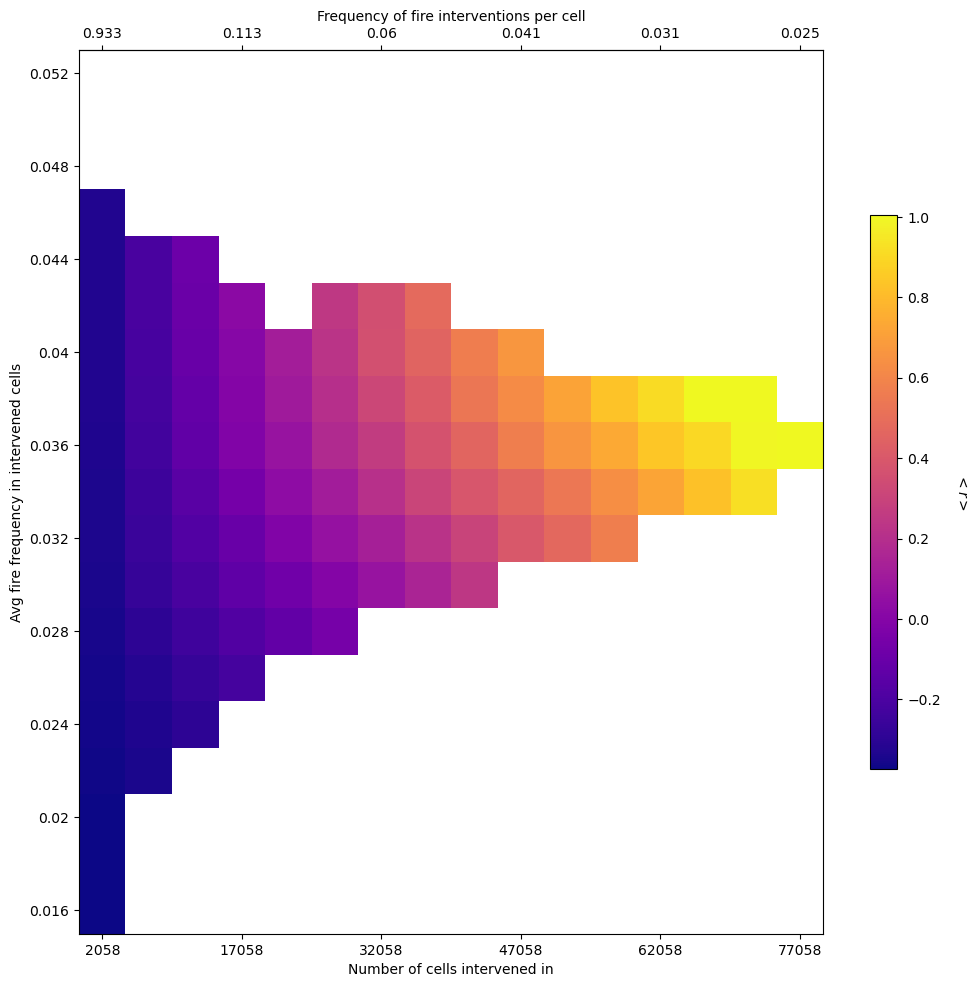 Frequency of fire interventions per cell
0.933 0.113 0.06 0.041 0.031 0.025
0.052
0.048
0.044
0.04
0.036
0.032
0.028
0.024
0.02
0.016
Avg fire frequency in intervened cells
2058 17058 32058 47058 62058 77058
Number of cells intervened in
1.0
0.8
0.6
0.4
0.2
0.0
−0.2
< r >